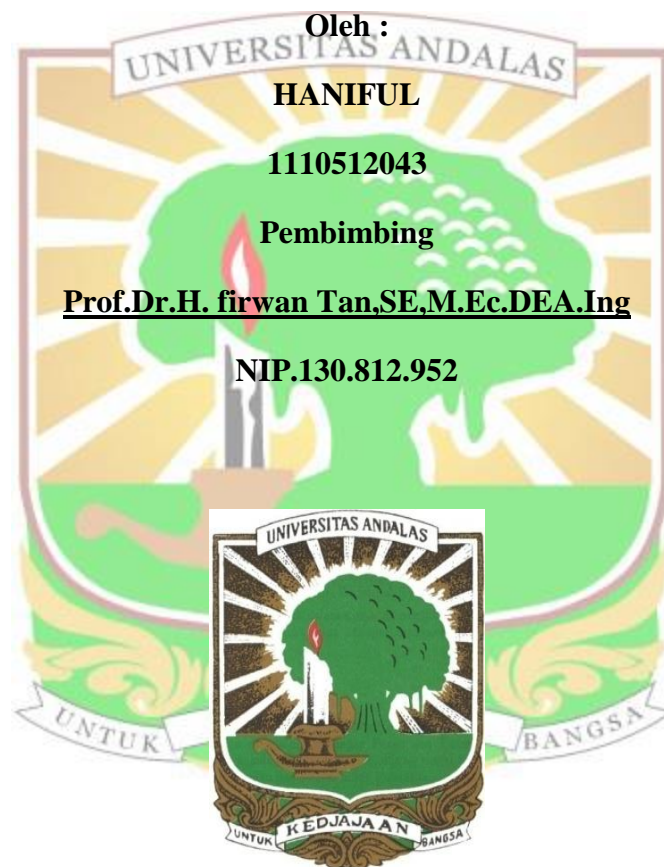 Oleh :
UNIVERSITAS ANDALAS
HANIFUL
1110512043
Pembimbing
Prof.Dr.H. firwan Tan,SE,M.Ec.DEA.Ing
NIP.130.812.952
UNIVERSITAS ANDALAS
UNTUK BANGSA
UNTUK KEDJAJAAN BANGSA